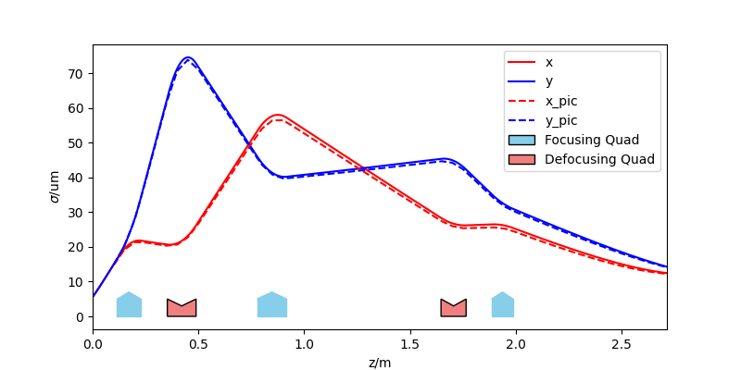 70
60
50
40
30
20
10
0
σ/um
0.0 0.5 1.0 1.5 2.0 2.5
z/m
x
y
x_pic
y_pic
Focusing Quad
Defocusing Quad